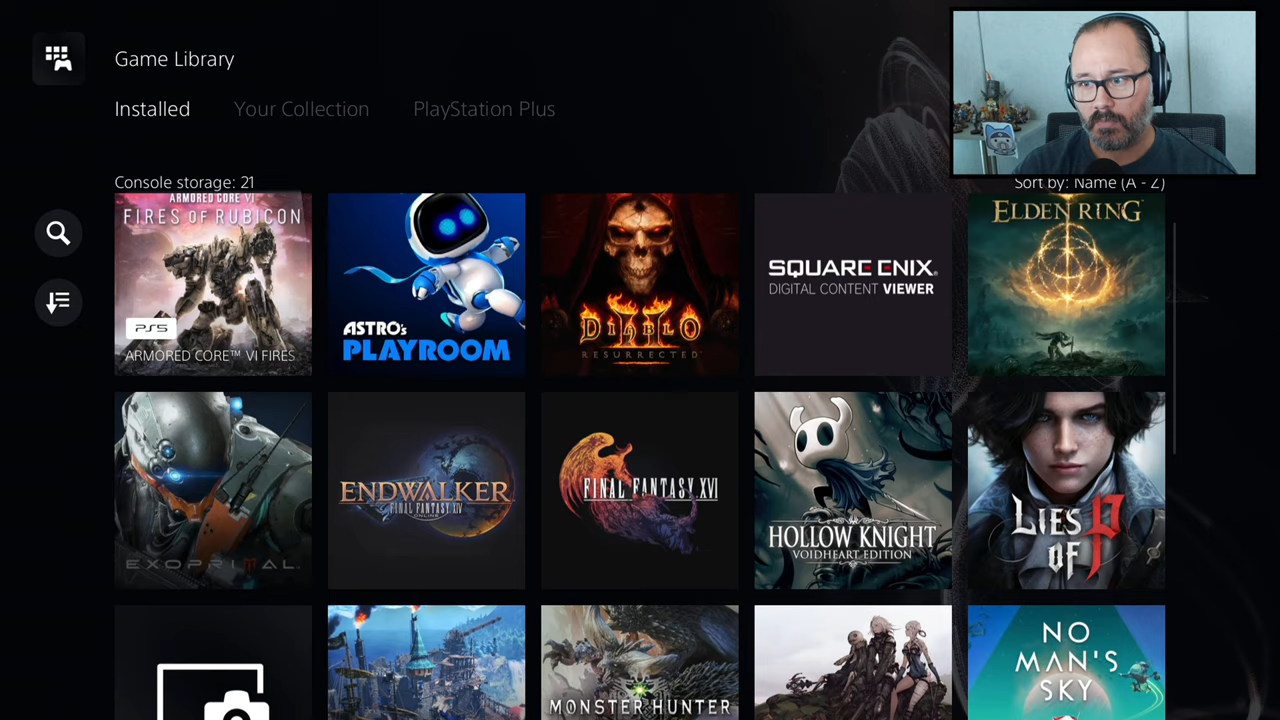 Game Library
Installed
Your Collection
PlayStation Plus
Console storage: 21
Sort by: Name (A - Z)
ARMORED CORE VI
FIRES OF RUBICON
PS5
ARMORED CORE™ VI FIRES
ASTRO's
PLAYROOM
DIABLO
II
RESURRECTED
SQUARE ENIX.
DIGITAL CONTENT VIEWER
ELDEN RING
EXOPRIMAL
ENDWALKER
FINAL FANTASY XIV
ONLINE
FINAL FANTASY XVI
HOLLOW KNIGHT
VOIDHEART EDITION
LIES
OF P
MONSTER HUNTER
NO
MAN'S
SKY